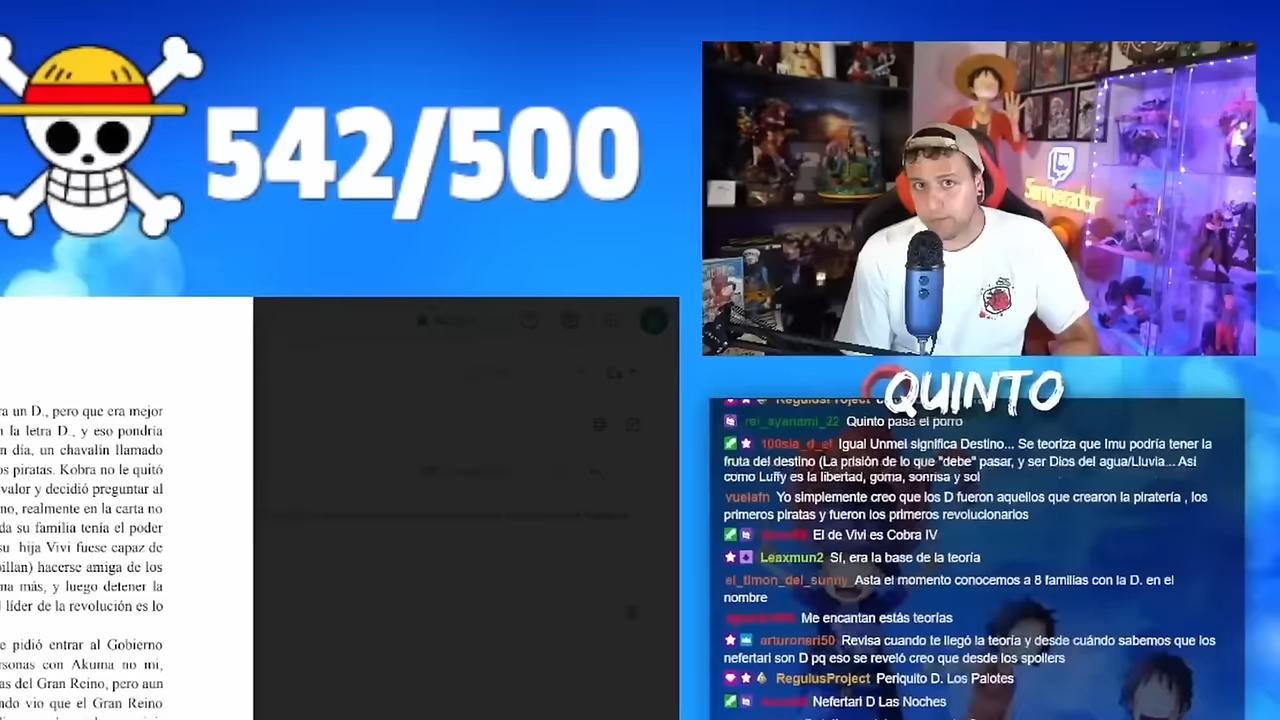 542/500
Simperador
QUINTO
ra un D., pero que era mejor
n la letra D., y eso pondría
n día, un chavalín llamado
os piratas. Kobra no le quitó
valor y decidió preguntar al
no, realmente en la carta no
da su familia tenía el poder
su hija Vivi fuese capaz de
billan) hacerse amiga de los
ma más, y luego detener la
l líder de la revolución es lo
e pidió entrar al Gobierno
rsonas con Akuma no mi,
as del Gran Reino, pero aun
ndo vio que el Gran Reino
RegulusProject
rei_ayanami_22 Quinto pasa el porro
100sia_d_el Igual Unmei significa Destino... Se teoriza que Imu podría tener la
fruta del destino (La prisión de lo que "debe" pasar, y ser Dios del agua/Lluvia... Así
como Luffy es la libertad, goma, sonrisa y sol
vuelafn Yo simplemente creo que los D fueron aquellos que crearon la piratería , los
primeros piratas y fueron los primeros revolucionarios
El de Vivi es Cobra IV
Leaxmun2 Sí, era la base de la teoría
el_timon_del_sunny Asta el momento conocemos a 8 familias con la D. en el
nombre
Me encantan estás teorías
arturonari50 Revisa cuando te llegó la teoría y desde cuándo sabemos que los
nefertari son D pq eso se reveló creo que desde los spoilers
RegulusProject Periquito D. Los Palotes
Nefertari D Las Noches